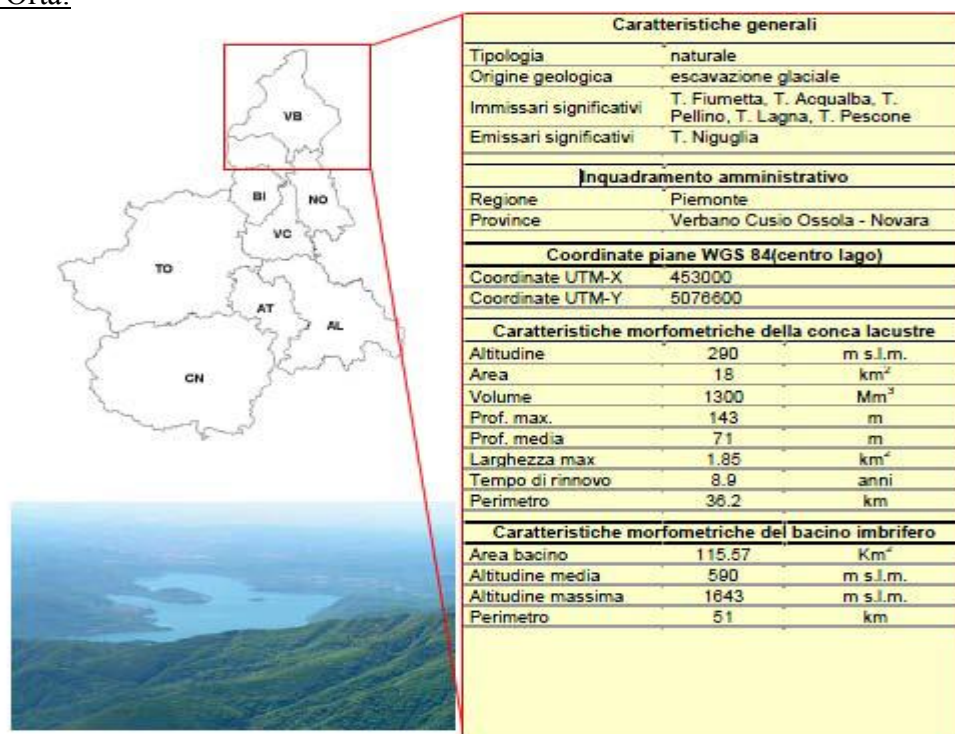 Orta:
VB
BI
NO
VC
TO
AT
AL
CN
Caratteristiche generali
Tipologia naturale
Origine geologica escavazione glaciale
Immissari significativi T. Fiumetta, T. Acqualba, T.
Pellino, T. Lagna, T. Pescone
Emissari significativi T. Niguglia
Inquadramento amministrativo
Regione Piemonte
Province Verbano Cusio Ossola - Novara
Coordinate piane WGS 84(centro lago)
Coordinate UTM-X 453000
Coordinate UTM-Y 5076600
Caratteristiche morfometriche della conca lacustre
Altitudine 290 m s.l.m.
Area 18 km²
Volume 1300 Mm³
Prof. max. 143 m
Prof. media 71 m
Larghezza max 1.85 km²
Tempo di rinnovo 8.9 anni
Perimetro 36.2 km
Caratteristiche morfometriche del bacino imbrifero
Area bacino 115.57 Km²
Altitudine media 590 m s.l.m.
Altitudine massima 1643 m s.l.m.
Perimetro 51 km